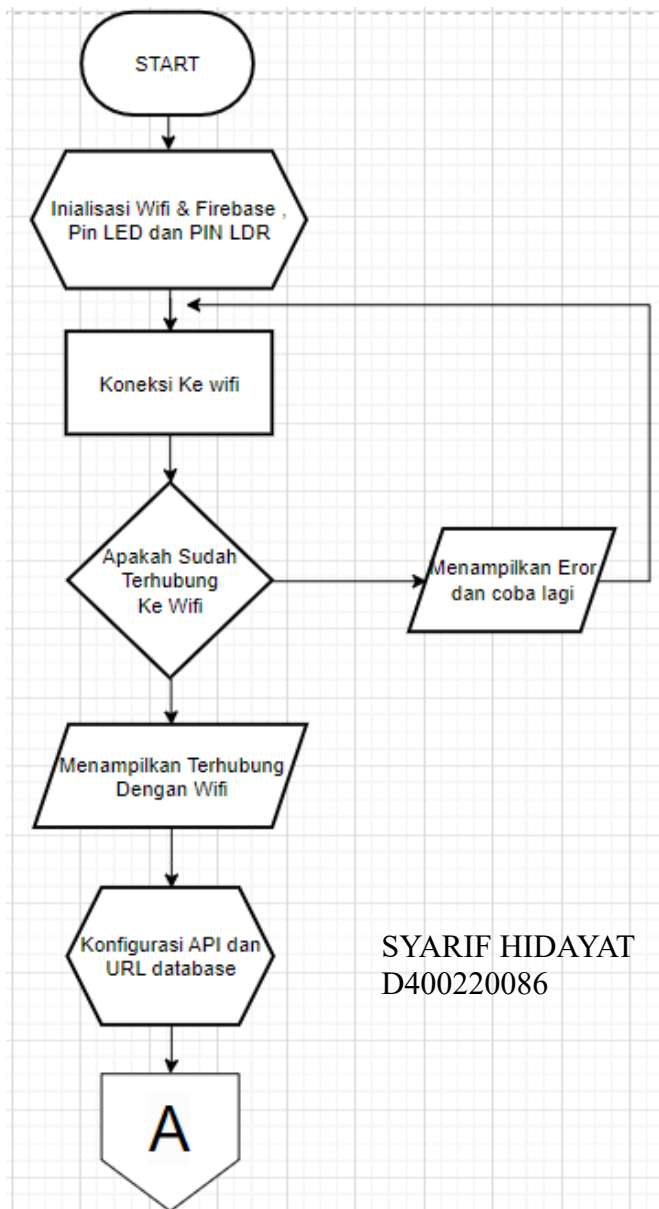 START
Inialisasi Wifi & Firebase ,
Pin LED dan PIN LDR
Koneksi Ke wifi
Apakah Sudah
Terhubung
Ke Wifi
Menampilkan Eror
dan coba lagi
Menampilkan Terhubung
Dengan Wifi
Konfigurasi API dan
URL database
SYARIF HIDAYAT
D400220086
A